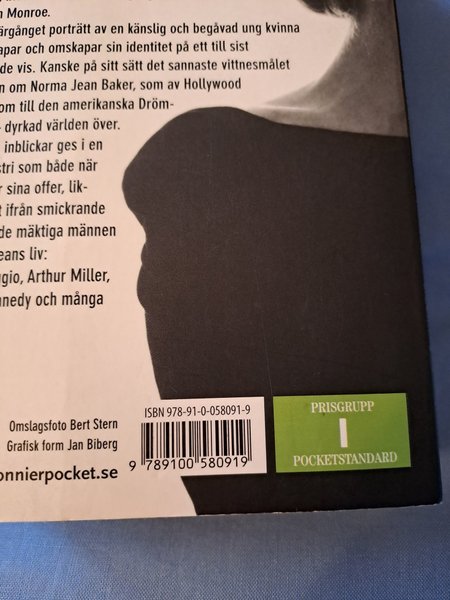 n Monroe.
ärgånget porträtt av en känslig och begåvad ung kvinna
apar och omskapar sin identitet på ett till sist
de vis. Kanske på sitt sätt det sannaste vittnesmålet
n om Norma Jean Baker, som av Hollywood
om till den amerikanska Dröm-
dyrkad världen över.
inblickar ges i en
stri som både när
r sina offer, lik-
t ifrån smickrande
de mäktiga männen
eans liv:
gio, Arthur Miller,
nnedy och många
Omslagsfoto Bert Stern
Grafisk form Jan Biberg
onnierpocket.se
ISBN 978-91-0-058091-9
9 789100 580919
PRISGRUPP
I
POCKETSTANDARD